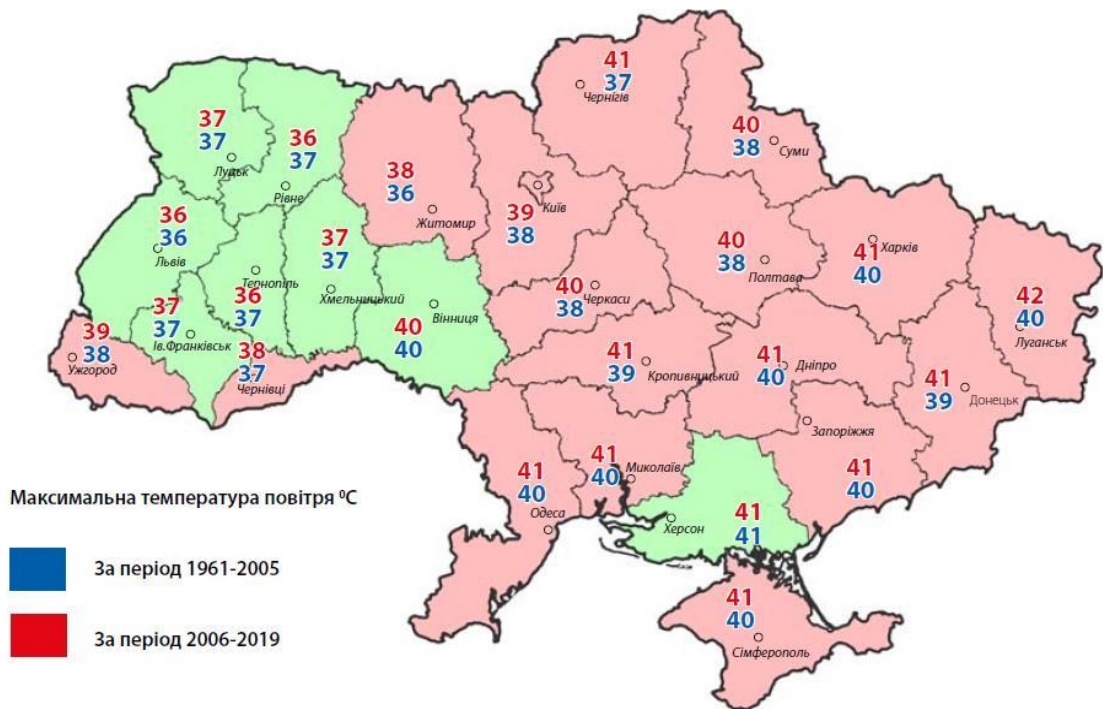 41
37
Чернігів
40
38
Суми
37
37
Луцьк
36
37
Рівне
38
36
Житомир
39
38
Київ
36
36
Львів
37
37
Хмельницький
36
37
Тернопіль
40
38
Черкаси
40
38
Полтава
41
40
Харків
42
40
Луганськ
37
37
Ів.Франківськ
39
38
Ужгород
38
37
Чернівці
40
40
Вінниця
41
39
Кропивницький
41
40
Дніпро
41
39
Донецьк
41
40
Запоріжжя
41
40
Миколаїв
41
40
Одеса
41
41
Херсон
41
40
Сімферополь
Максимальна температура повітря ⁰С
За період 1961-2005
За період 2006-2019